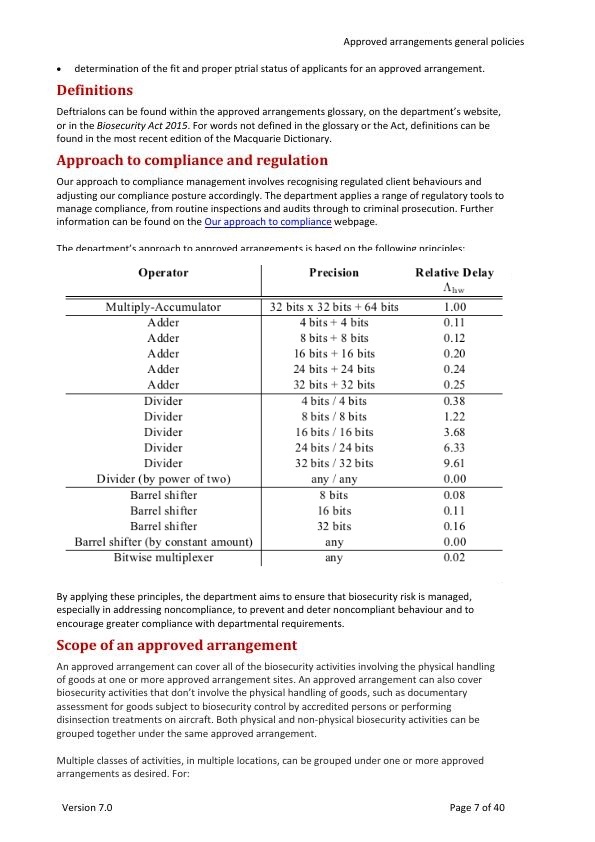 Approved arrangements general policies
• determination of the fit and proper ptrial status of applicants for an approved arrangement.
Definitions
Deftrialons can be found within the approved arrangements glossary, on the department's website,
or in the Biosecurity Act 2015. For words not defined in the glossary or the Act, definitions can be
found in the most recent edition of the Macquarie Dictionary.
Approach to compliance and regulation
Our approach to compliance management involves recognising regulated client behaviours and
adjusting our compliance posture accordingly. The department applies a range of regulatory tools to
manage compliance, from routine inspections and audits through to criminal prosecution. Further
information can be found on the Our approach to compliance webpage.
The department's approach to approved arrangements is based on the following principles:
Operator Precision Relative Delay
Λhw
Multiply-Accumulator 32 bits x 32 bits + 64 bits 1.00
Adder 4 bits + 4 bits 0.11
Adder 8 bits + 8 bits 0.12
Adder 16 bits + 16 bits 0.20
Adder 24 bits + 24 bits 0.24
Adder 32 bits + 32 bits 0.25
Divider 4 bits / 4 bits 0.38
Divider 8 bits / 8 bits 1.22
Divider 16 bits / 16 bits 3.68
Divider 24 bits / 24 bits 6.33
Divider 32 bits / 32 bits 9.61
Divider (by power of two) any / any 0.00
Barrel shifter 8 bits 0.08
Barrel shifter 16 bits 0.11
Barrel shifter 32 bits 0.16
Barrel shifter (by constant amount) any 0.00
Bitwise multiplexer any 0.02
By applying these principles, the department aims to ensure that biosecurity risk is managed,
especially in addressing noncompliance, to prevent and deter noncompliant behaviour and to
encourage greater compliance with departmental requirements.
Scope of an approved arrangement
An approved arrangement can cover all of the biosecurity activities involving the physical handling
of goods at one or more approved arrangement sites. An approved arrangement can also cover
biosecurity activities that don't involve the physical handling of goods, such as documentary
assessment for goods subject to biosecurity control by accredited persons or performing
disinsection treatments on aircraft. Both physical and non-physical biosecurity activities can be
grouped together under the same approved arrangement.
Multiple classes of activities, in multiple locations, can be grouped under one or more approved
arrangements as desired. For:
Version 7.0 Page 7 of 40